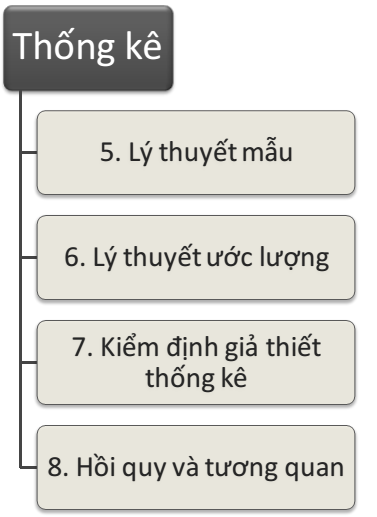 Thống kê
5. Lý thuyết mẫu
6. Lý thuyết ước lượng
7. Kiểm định giả thiết
thống kê
8. Hồi quy và tương quan